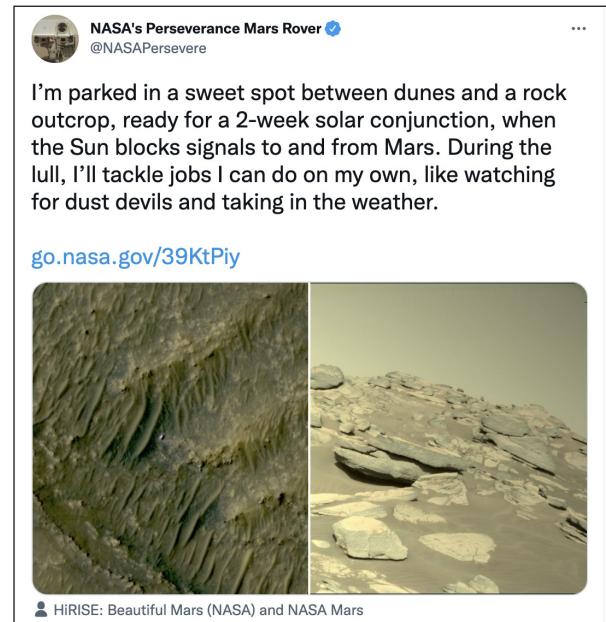 NASA's Perseverance Mars Rover
@NASAPersevere
I’m parked in a sweet spot between dunes and a rock
outcrop, ready for a 2-week solar conjunction, when
the Sun blocks signals to and from Mars. During the
lull, I’ll tackle jobs I can do on my own, like watching
for dust devils and taking in the weather.
go.nasa.gov/39KtPiy
HiRISE: Beautiful Mars (NASA) and NASA Mars